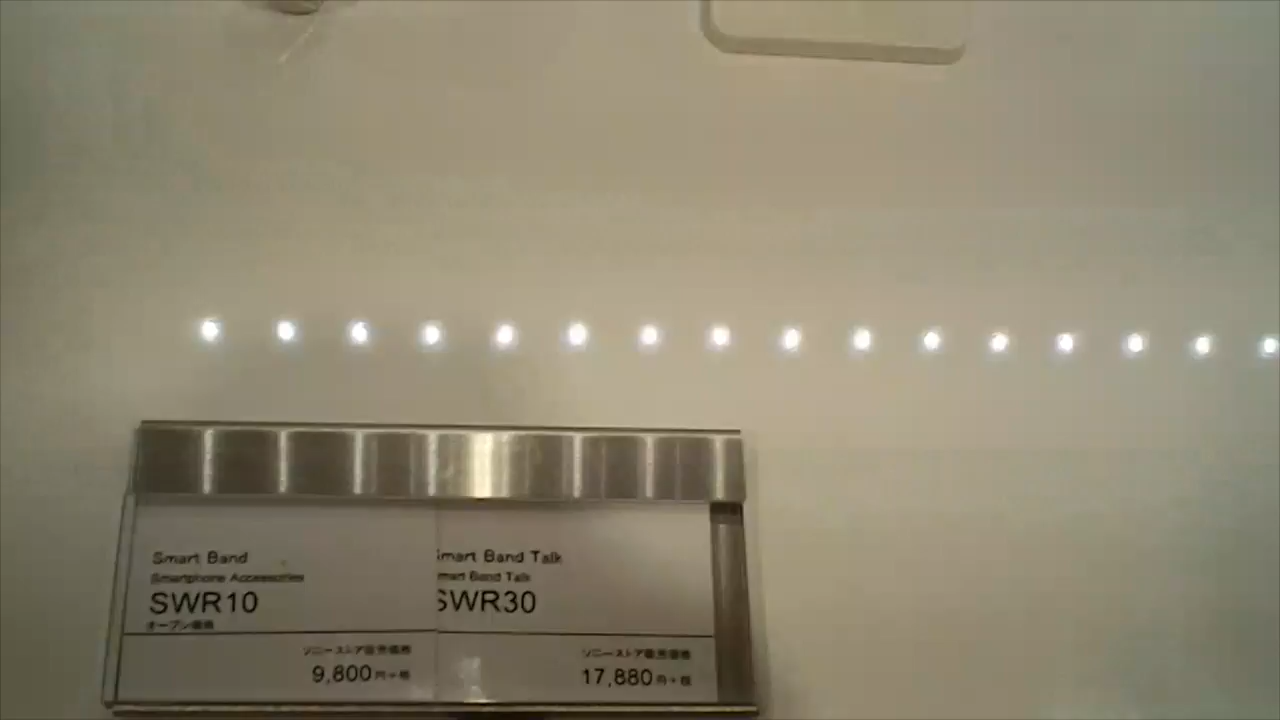 Smart Band
Smartphone Accessories
SWR10
オープン価格
ソニーストア販売価格
9,800円+税
Smart Band Talk
Smart Band Talk
SWR30
ソニーストア販売価格
17,880円+税